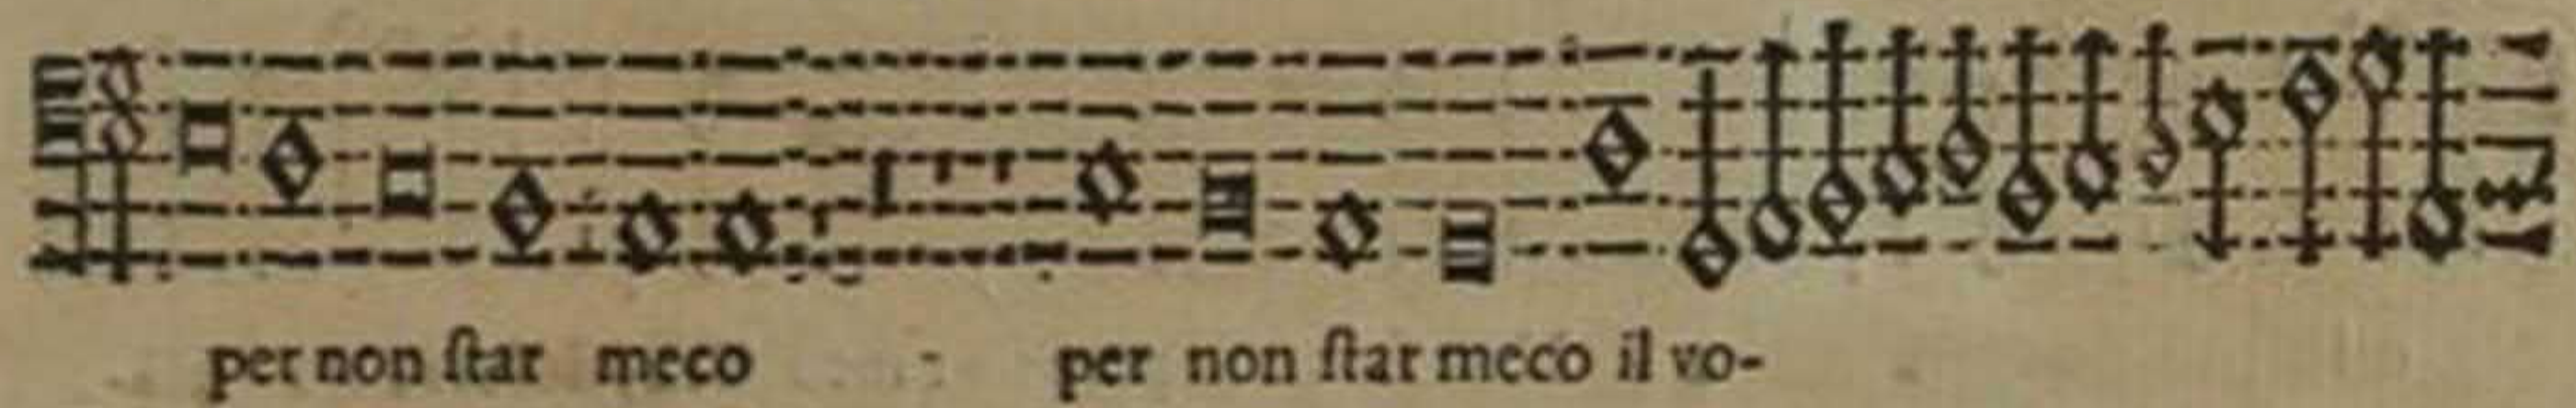 per non ſtar meco per non ſtar meco il vo-